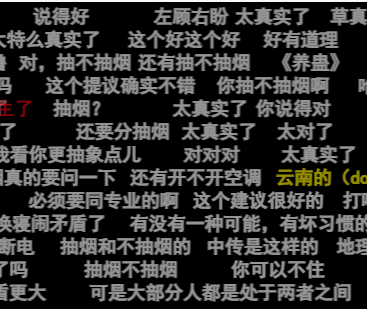 说得好 左顾右盼 太真实了 草真
大特么真实了 这个好这个好 好有道理
对，抽不抽烟 还有抽不抽烟 《养蛊》
吗 这个提议确实不错 你抽不抽烟啊
生了 抽烟? 太真实了 你说得对
了 还要分抽烟 太真实了 太对了
我看你更抽象点儿 对对对 太真实了
真的要问一下 还有开不开空调 云南的（do
必须要同专业的啊 这个建议很好的 打
换寝闹矛盾了 有没有一种可能，有坏习惯的
断电 抽烟和不抽烟的 中传是这样的 地理
了吗 抽烟不抽烟 你可以不住
盾更大 可是大部分人都是处于两者之间